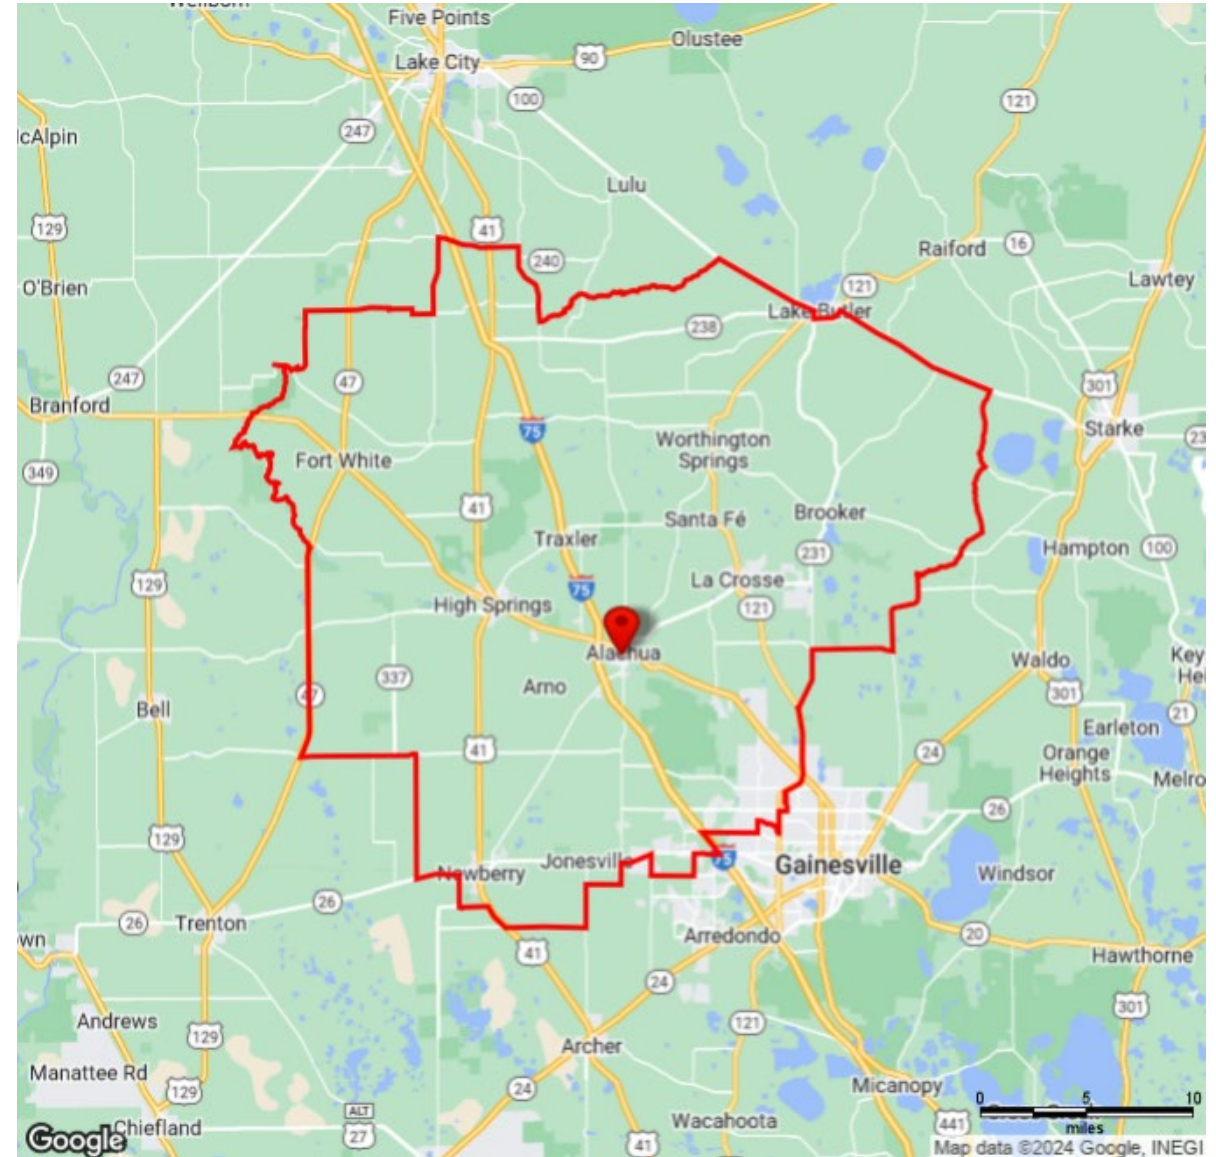 Five Points
Olustee
Lake City
90
100
121
247
McAlpin
Lulu
129
41
Raiford
16
240
O'Brien
121
Lawtey
Lake Butler
238
247
47
301
Branford
75
Starke
Worthington
Springs
349
Fort White
41
Santa Fé
Brooker
Traxler
231
Hampton
100
129
75
La Crosse
High Springs
121
Alachua
Waldo
Key
337
Arno
301
47
Bell
21
Earleton
41
24
Orange
Heights
Melro
26
129
Jonesville
75
Gainesville
Newberry
Windsor
26
26
Trenton
Arredondo
20
41
Hawthorne
24
301
Andrews
121
129
Archer
Manattee Rd
Micanopy
129
24
0
5
10
ALT
27
Wacahoota
441
miles
Chiefland
41
Google
Map data ©2024 Google, INEGI